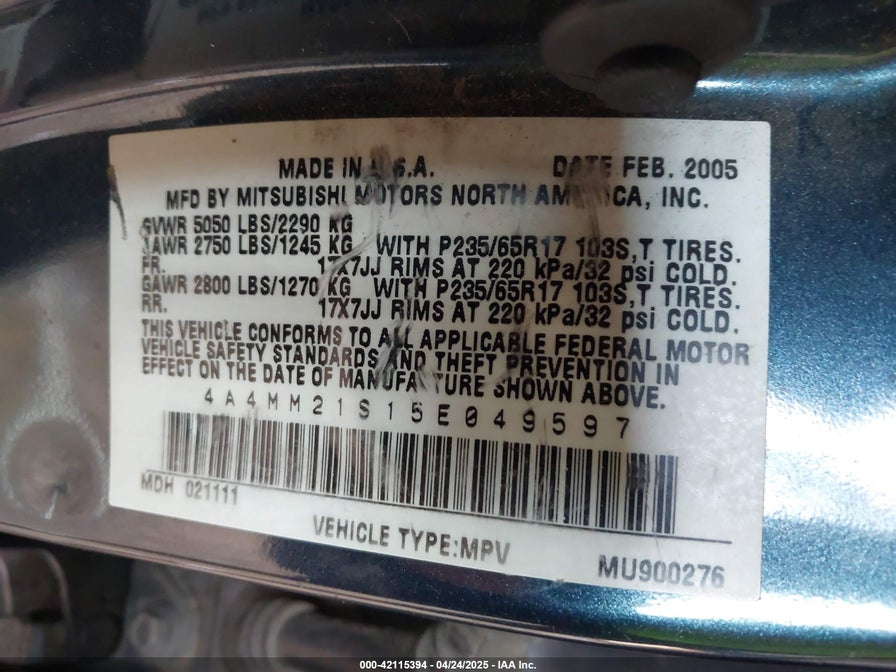 MADE IN U.S.A. DATE FEB. 2005
MFD BY MITSUBISHI MOTORS NORTH AMERICA, INC.
GVWR 5050 LBS/2290 KG
GAWR 2750 LBS/1245 KG WITH P235/65R17 103S,T TIRES.
FR. 17X7JJ RIMS AT 220 kPa/32 psi COLD.
GAWR 2800 LBS/1270 KG WITH P235/65R17 103S,T TIRES.
RR. 17X7JJ RIMS AT 220 kPa/32 psi COLD.
THIS VEHICLE CONFORMS TO ALL APPLICABLE FEDERAL MOTOR
VEHICLE SAFETY STANDARDS AND THEFT PREVENTION IN
EFFECT ON THE DATE OF MANUFACTURE SHOWN ABOVE.
4A4MM21S15E049597
MDH 021111
VEHICLE TYPE:MPV
MU900276
000-42115394 - 04/24/2025 - IAA Inc.